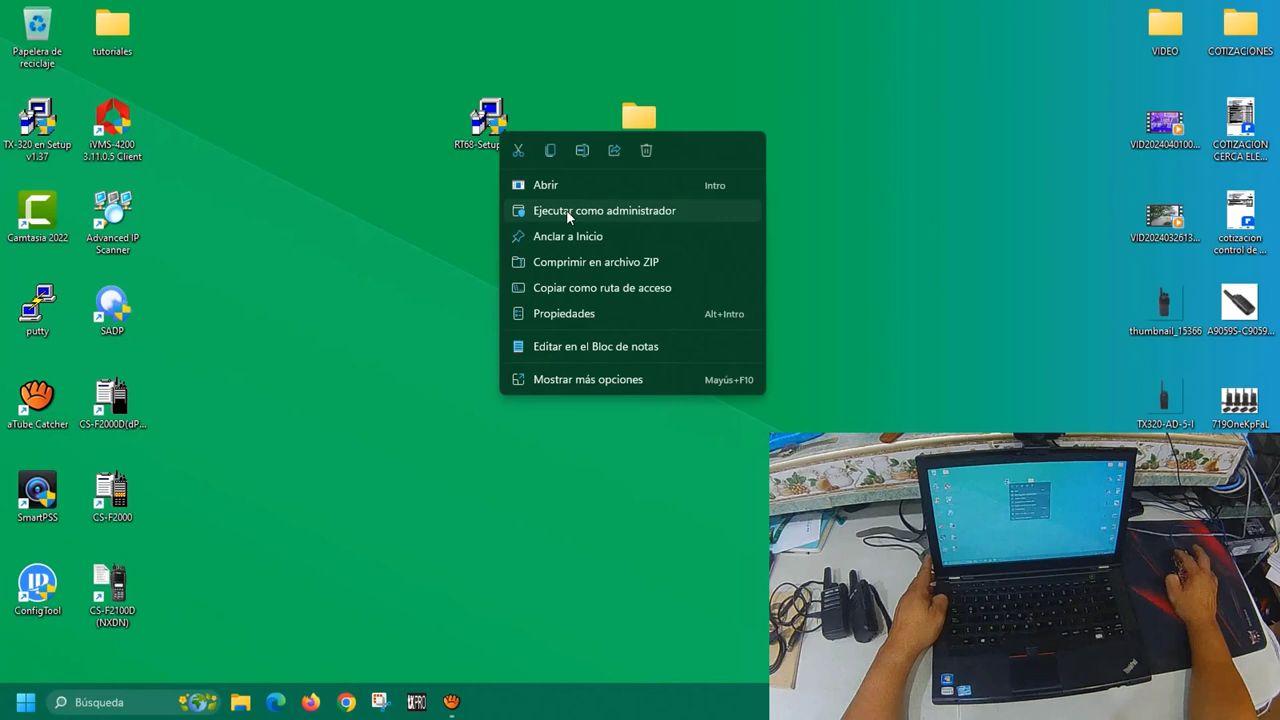 Papelera de
reciclaje
tutoriales
VIDEO
COTIZACIONES
TX-320 en Setup
v1.37
iVMS-4200
3.11.0.5 Client
RT68-Setup
VID2024040100...
COTIZACION
CERCA ELE...
Abrir
Intro
Ejecutar como administrador
Anclar a Inicio
Comprimir en archivo ZIP
Copiar como ruta de acceso
Propiedades
Alt+Intro
Editar en el Bloc de notas
Mostrar más opciones
Mayús+F10
Camtasia 2022
Advanced IP
Scanner
VID2024032613...
cotizacion
control de ...
putty
SADP
thumbnail_15366
A9059S-C9059...
aTube Catcher
CS-F2000D(dP...
TX320-AD-5-I
719OneKpFaL
SmartPSS
CS-F2000
ConfigTool
CS-F2100D
(NXDN)
Búsqueda